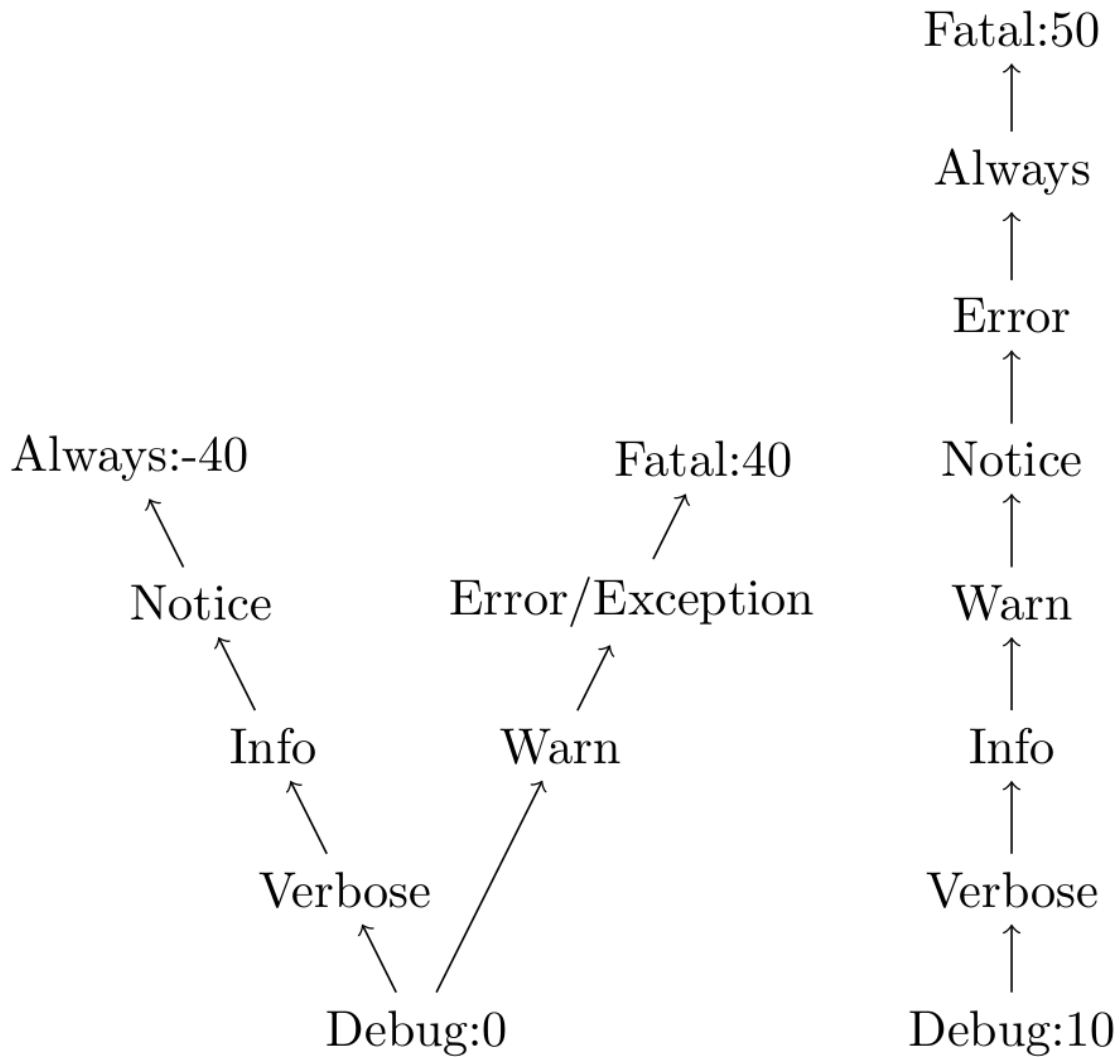 Fatal:50
Always
Error
Always:-40
Fatal:40
Notice
Notice
Error/Exception
Warn
Info
Warn
Info
Verbose
Verbose
Debug:0
Debug:10